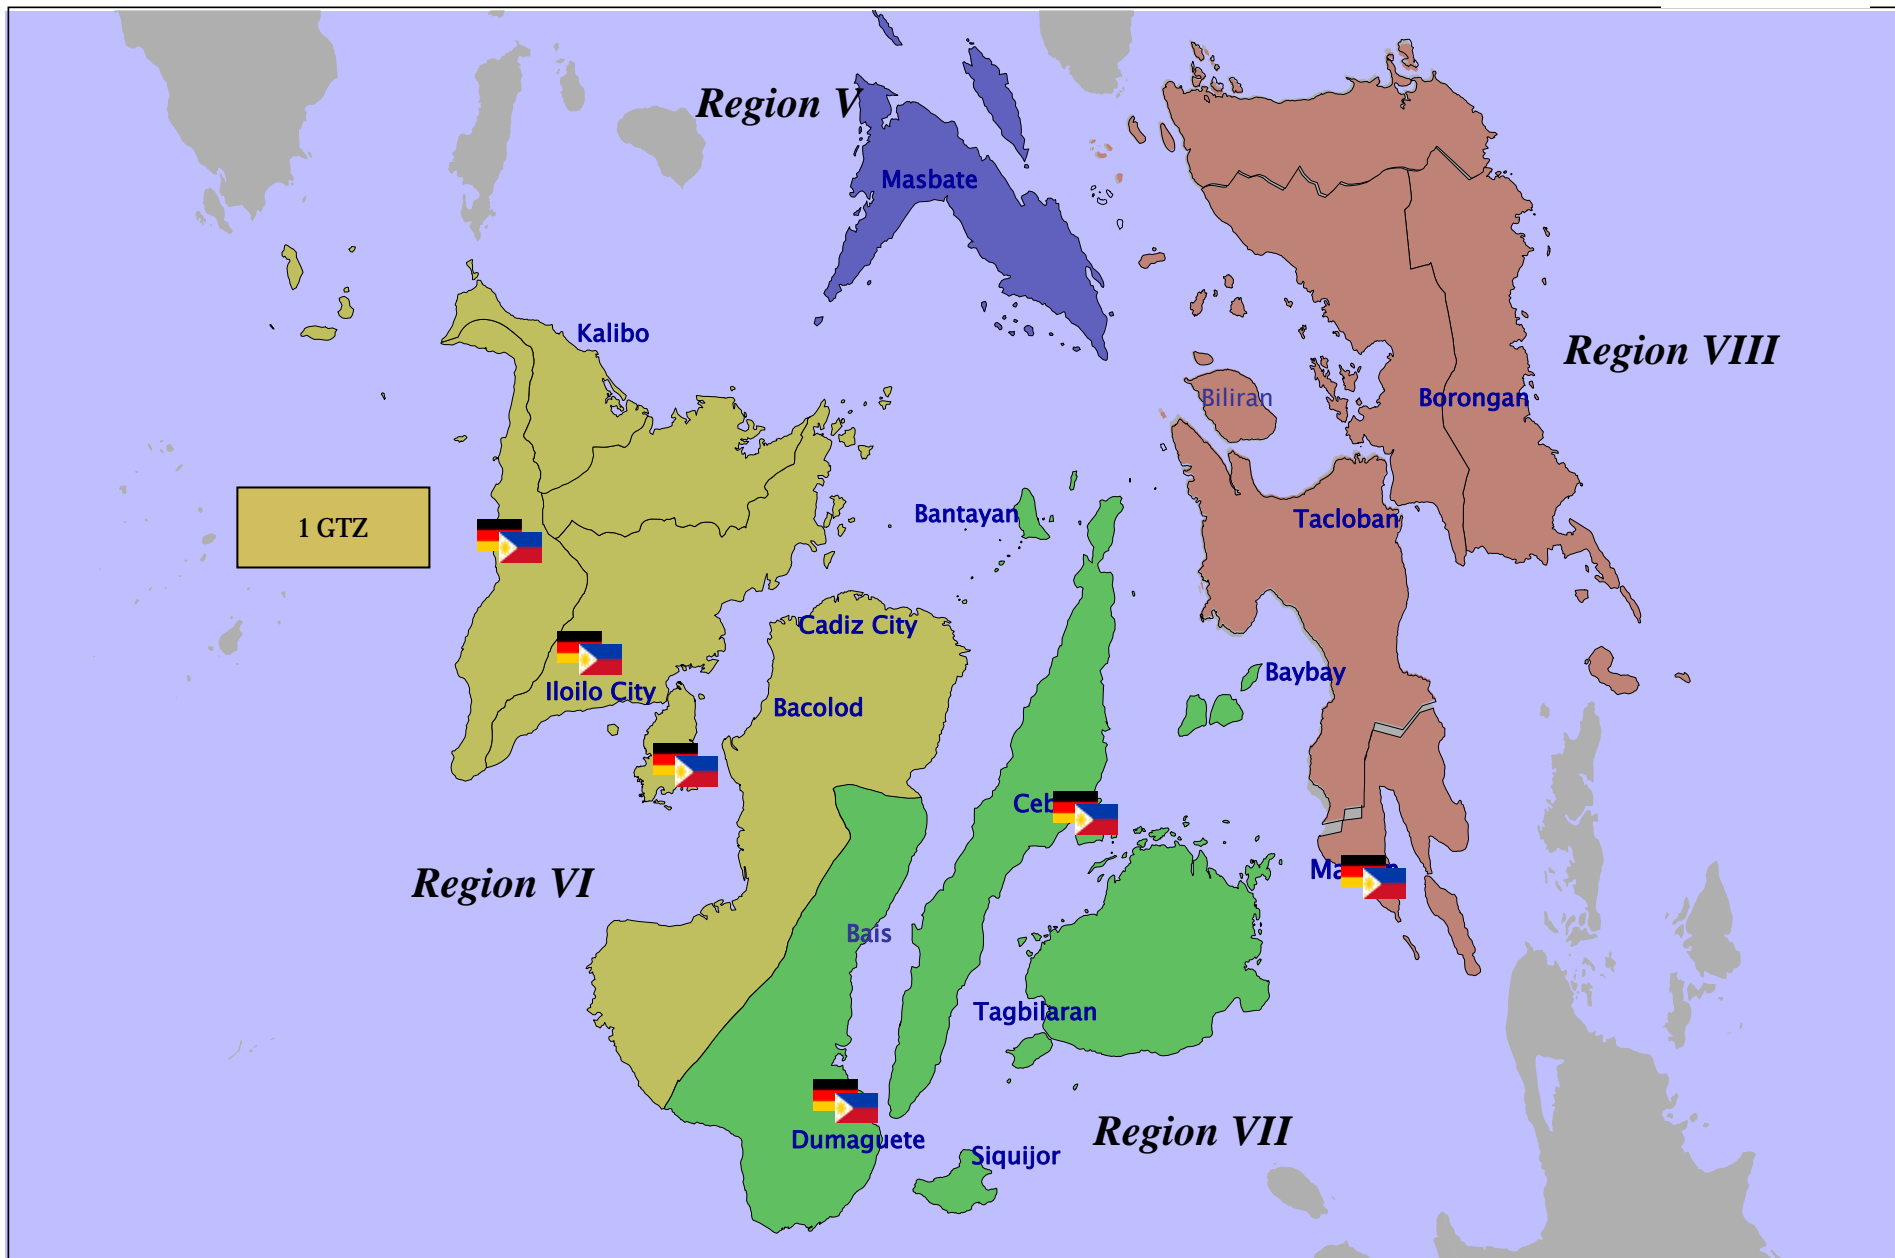 Region V
Masbate
Kalibo
Region VIII
Biliran
Borongan
Bantayan
Tacloban
1 GTZ
Cadiz City
Baybay
Iloilo City
Bacolod
Region VI
Bais
Tagbilaran
Region VII
Dumaguete
Siquijor